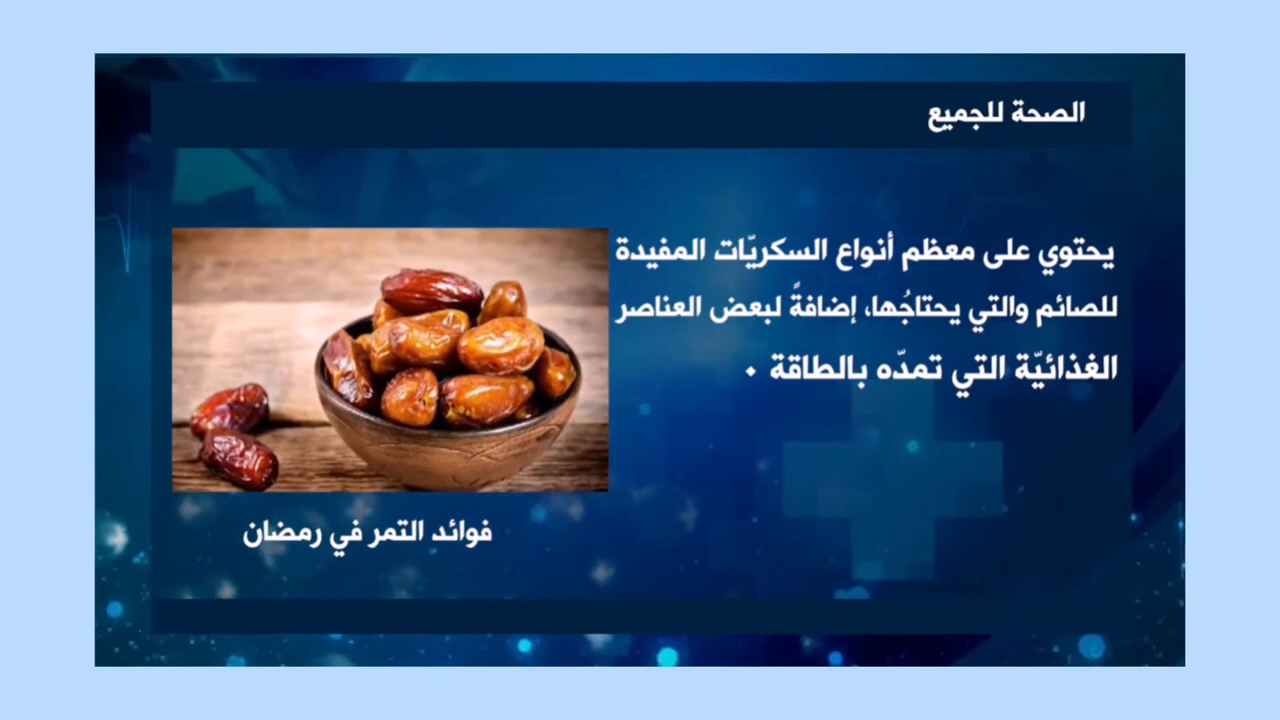 الصحة للجميع
يحتوي على معظم أنواع السكريّات المفيدة
للصائم والتي يحتاجُها، إضافةً لبعض العناصر
الغذائيّة التي تمدّه بالطاقة .
فوائد التمر في رمضان